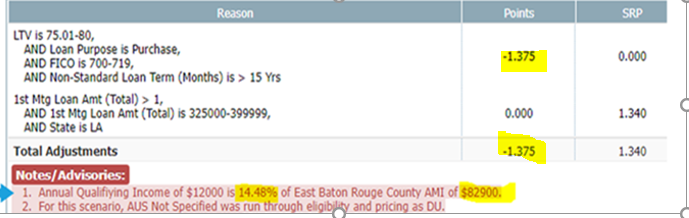 Reason Points SRP
LTV is 75.01-80,
AND Loan Purpose is Purchase,
AND FICO is 700-719,
AND Non-Standard Loan Term (Months) is > 15 Yrs
-1.375 0.000
1st Mtg Loan Amt (Total) > 1,
AND 1st Mtg Loan Amt (Total) is 325000-399999,
AND State is LA
0.000 1.340
Total Adjustments -1.375 1.340
Notes/Advisories:
1. Annual Qualifiying Income of $12000 is 14.48% of East Baton Rouge County AMI of $82900.
2. For this scenario, AUS Not Specified was run through eligibility and pricing as DU.